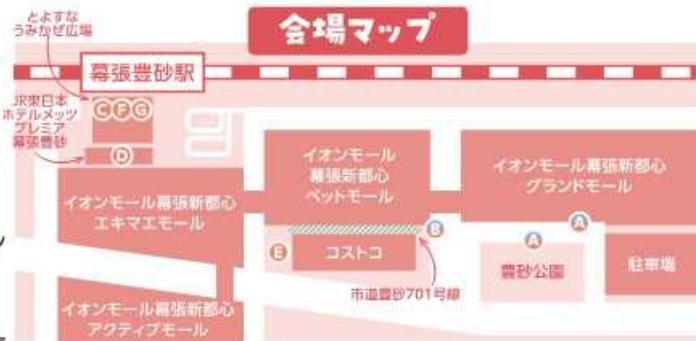 会場マップ
とよすな
うみかぜ広場
幕張豊砂駅
JR東日本
ホテルメッツ
プレミア
幕張豊砂
C F G
D
イオンモール幕張新都心
エキマエモール
イオンモール
幕張新都心
ペットモール
イオンモール幕張新都心
グランドモール
B
A
A
E
コストコ
豊砂公園
駐車場
市道豊砂701号線
イオンモール幕張新都心
アクティブモール